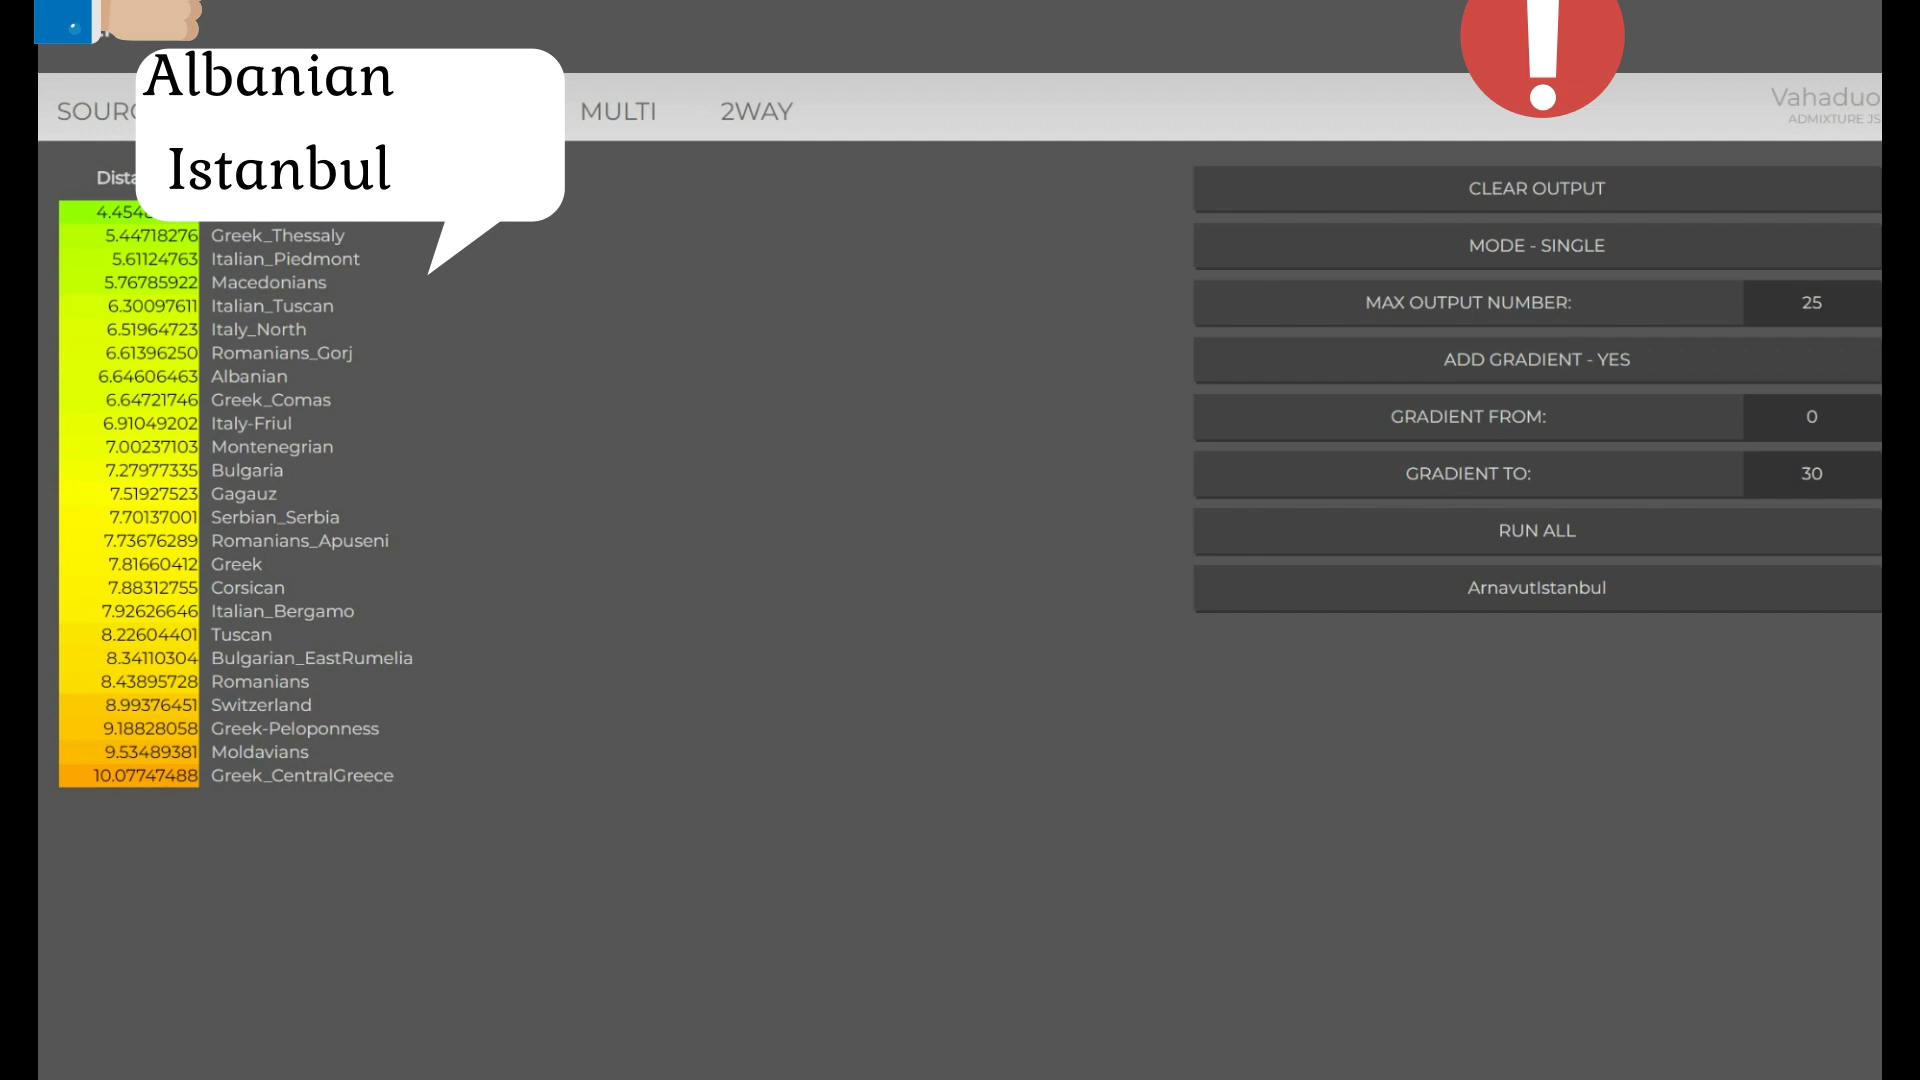 Albanian
Istanbul
MULTI 2WAY
Vahaduo
ADMIXTURE JS
5.44718276 Greek_Thessaly
5.61124763 Italian_Piedmont
5.76785922 Macedonians
6.30097611 Italian_Tuscan
6.51964723 Italy_North
6.61396250 Romanians_Gorj
6.64606463 Albanian
6.64721746 Greek_Comas
6.91049202 Italy-Friul
7.00237103 Montenegrian
7.27977335 Bulgaria
7.51927523 Gagauz
7.70137001 Serbian_Serbia
7.73676289 Romanians_Apuseni
7.81660412 Greek
7.88312755 Corsican
7.92626646 Italian_Bergamo
8.22604401 Tuscan
8.34110304 Bulgarian_EastRumelia
8.43895728 Romanians
8.99376451 Switzerland
9.18828058 Greek-Peloponness
9.53489381 Moldavians
10.07747488 Greek_CentralGreece
CLEAR OUTPUT
MODE - SINGLE
MAX OUTPUT NUMBER: 25
ADD GRADIENT - YES
GRADIENT FROM: 0
GRADIENT TO: 30
RUN ALL
ArnavutIstanbul